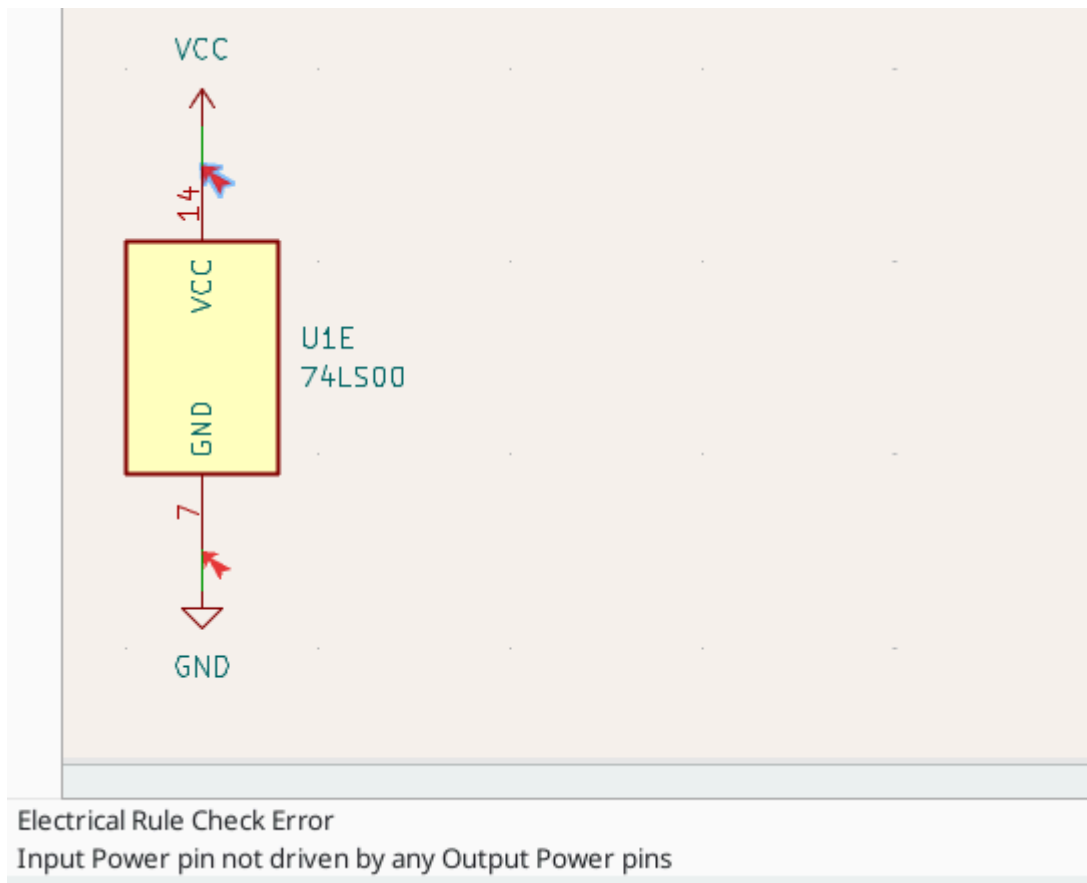 VCC
14
VCC
U1E
74LS00
GND
7
GND
Electrical Rule Check Error
Input Power pin not driven by any Output Power pins